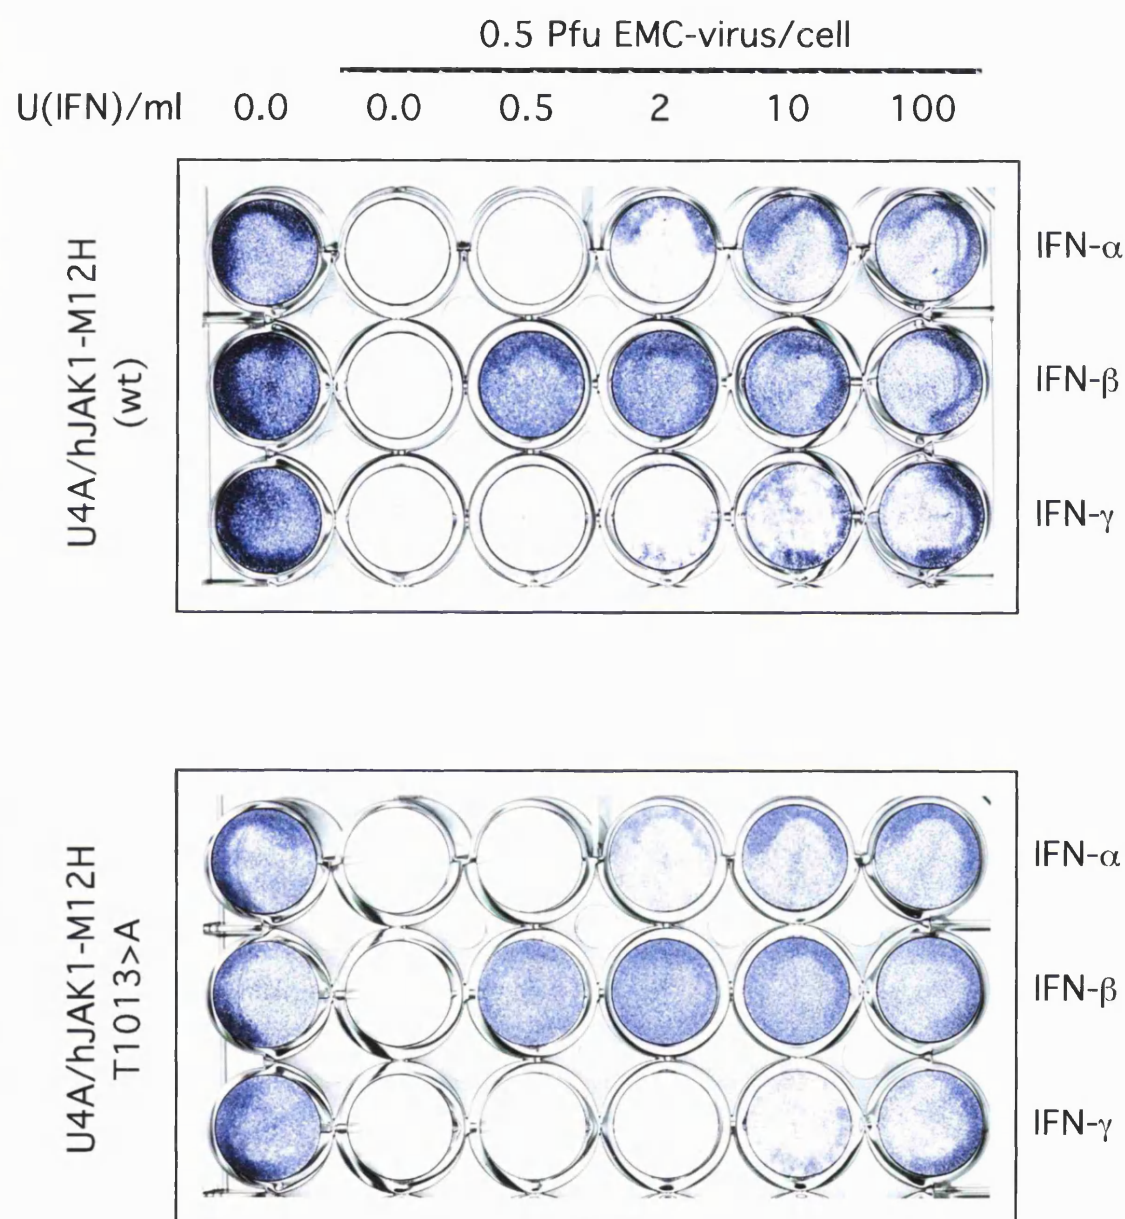 0.5 Pfu EMC-virus/cell
U(IFN)/ml 0.0 0.0 0.5 2 10 100
U4A/hJAK1-M12H
(wt)
IFN-α
IFN-β
IFN-γ
U4A/hJAK1-M12H
T1013>A
IFN-α
IFN-β
IFN-γ